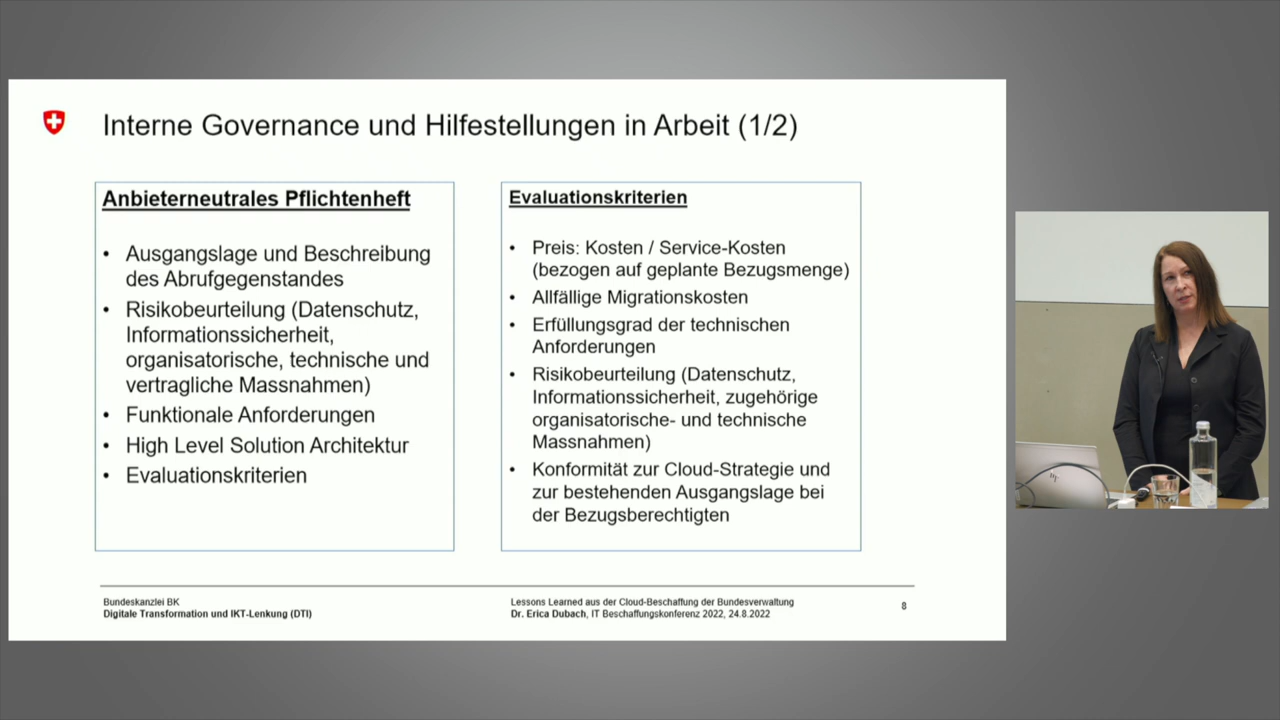 Interne Governance und Hilfestellungen in Arbeit (1/2)
Anbieterneutrales Pflichtenheft
• Ausgangslage und Beschreibung
des Abrufgegenstandes
• Risikobeurteilung (Datenschutz,
Informationssicherheit,
organisatorische, technische und
vertragliche Massnahmen)
• Funktionale Anforderungen
• High Level Solution Architektur
• Evaluationskriterien
Evaluationskriterien
• Preis: Kosten / Service-Kosten
(bezogen auf geplante Bezugsmenge)
• Allfällige Migrationskosten
• Erfüllungsgrad der technischen
Anforderungen
• Risikobeurteilung (Datenschutz,
Informationssicherheit, zugehörige
organisatorische- und technische
Massnahmen)
• Konformität zur Cloud-Strategie und
zur bestehenden Ausgangslage bei
der Bezugsberechtigten
Bundeskanzlei BK
Digitale Transformation und IKT-Lenkung (DTI)
Lessons Learned aus der Cloud-Beschaffung der Bundesverwaltung
Dr. Erica Dubach, IT Beschaffungskonferenz 2022, 24.8.2022
8